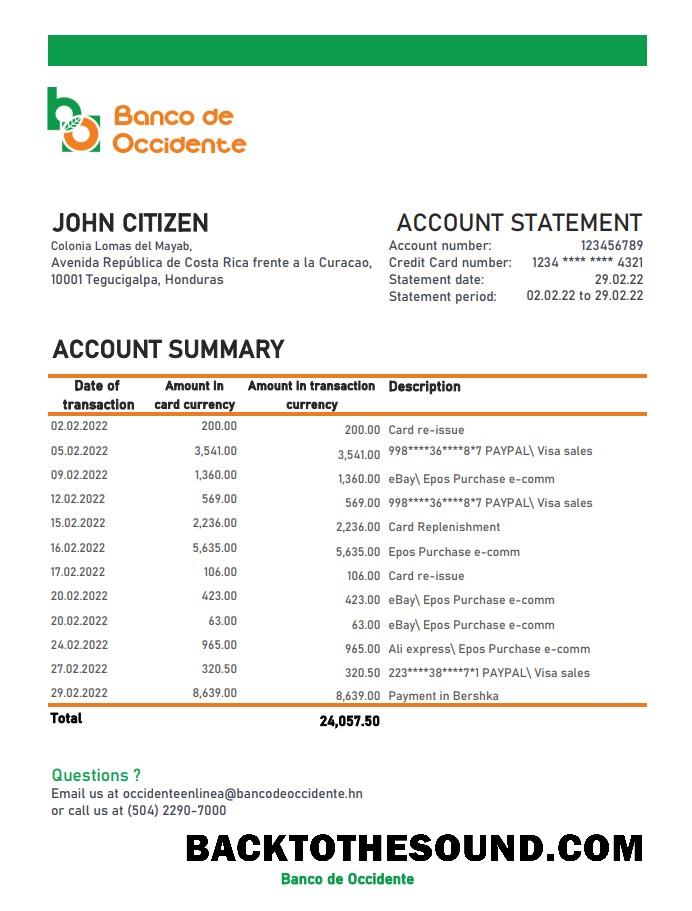 Banco de
Occidente
JOHN CITIZEN
Colonia Lomas del Mayab,
Avenida República de Costa Rica frente a la Curacao,
10001 Tegucigalpa, Honduras
ACCOUNT STATEMENT
Account number: 123456789
Credit Card number: 1234 **** **** 4321
Statement date: 29.02.22
Statement period: 02.02.22 to 29.02.22
ACCOUNT SUMMARY
Date of transaction Amount in card currency Amount in transaction currency Description
02.02.2022 200.00 200.00 Card re-issue
05.02.2022 3,541.00 3,541.00 998****36****8*7 PAYPAL\ Visa sales
09.02.2022 1,360.00 1,360.00 eBay\ Epos Purchase e-comm
12.02.2022 569.00 569.00 998****36****8*7 PAYPAL\ Visa sales
15.02.2022 2,236.00 2,236.00 Card Replenishment
16.02.2022 5,635.00 5,635.00 Epos Purchase e-comm
17.02.2022 106.00 106.00 Card re-issue
20.02.2022 423.00 423.00 eBay\ Epos Purchase e-comm
20.02.2022 63.00 63.00 eBay\ Epos Purchase e-comm
24.02.2022 965.00 965.00 Ali express\ Epos Purchase e-comm
27.02.2022 320.50 320.50 223****38****7*1 PAYPAL\ Visa sales
29.02.2022 8,639.00 8,639.00 Payment in Bershka
Total 24,057.50
Questions ?
Email us at occidenteenlinea@bancodeoccidente.hn
or call us at (504) 2290-7000
BACKTOTHESOUND.COM
Banco de Occidente